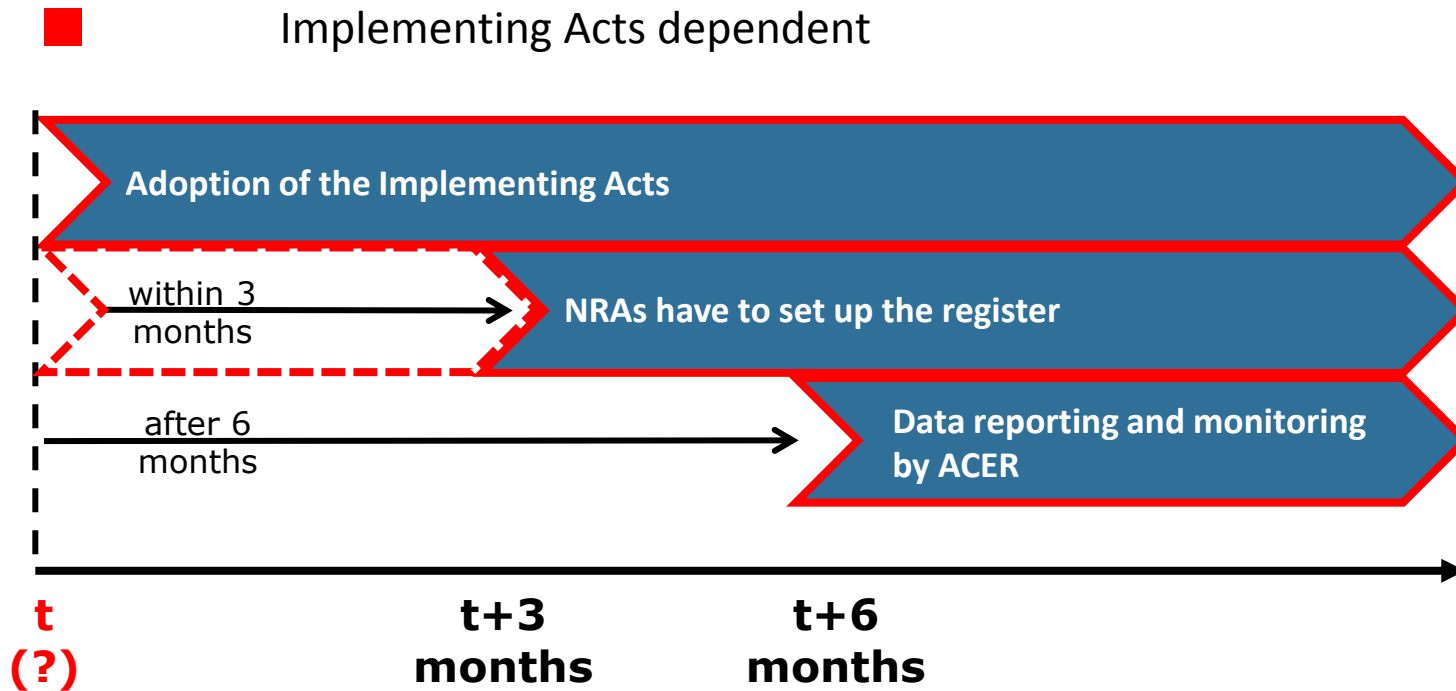 Implementing Acts dependent
Adoption of the Implementing Acts
within 3
months
NRAs have to set up the register
after 6
months
Data reporting and monitoring
by ACER
t
(?)
t+3
months
t+6
months